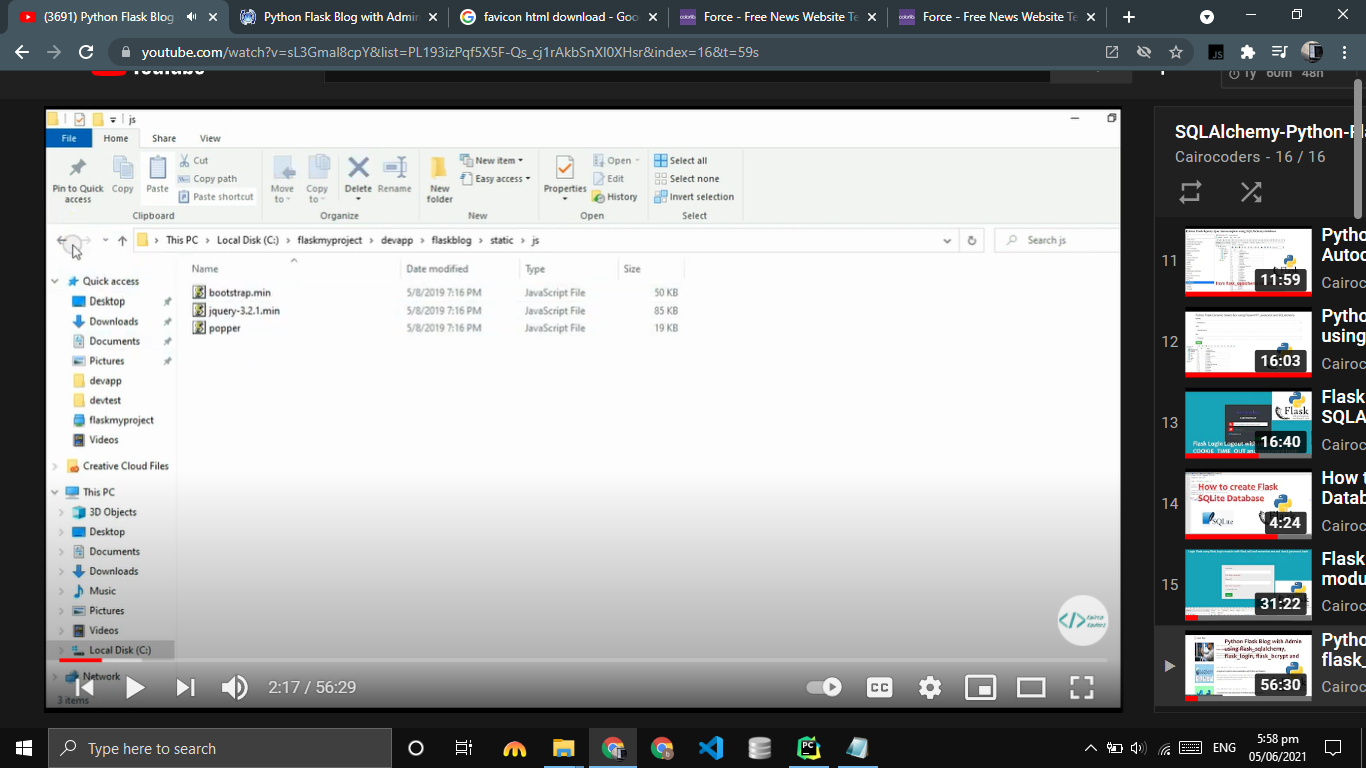 (3691) Python Flask Blog
Python Flask Blog with Admin
favicon html download - Goo
Force - Free News Website Te
Force - Free News Website Te
youtube.com/watch?v=sL3Gmal8cpY&list=PL193izPqf5X5F-Qs_cj1rAkbSnXl0XHsr&index=16&t=59s
1y 60m 48h
js
File Home Share View
Pin to Quick access
Copy
Paste
Cut
Copy path
Paste shortcut
Clipboard
Move to
Copy to
Delete
Rename
Organize
New folder
New item
Easy access
New
Properties
Open
Edit
History
Open
Select all
Select none
Invert selection
Select
This PC > Local Disk (C:) > flaskmyproject > devapp > flaskblog > static > js
Search js
Name Date modified Type Size
bootstrap.min 5/8/2019 7:16 PM JavaScript File 50 KB
jquery-3.2.1.min 5/8/2019 7:16 PM JavaScript File 85 KB
popper 5/8/2019 7:16 PM JavaScript File 19 KB
Quick access
Desktop
Downloads
Documents
Pictures
devapp
devtest
flaskmyproject
Videos
Creative Cloud Files
This PC
3D Objects
Desktop
Documents
Downloads
Music
Pictures
Videos
Local Disk (C:)
Network
3 items
2:17 / 56:29
CC
SQLAlchemy-Python-Fla
Cairocoders - 16 / 16
11
11:59
Pytho
Autoc
Cairoc
12
16:03
Pytho
using
Cairoc
13
Flask
16:40
Flask
SQLA
Cairoc
14
How to create Flask
SQLite Database
SQLite
4:24
How t
Datab
Cairoc
15
31:22
Flask
modu
Cairoc
Python Flask Blog with Admin
using flask_sqlalchemy,
flask_login, flask_bcrypt and
56:30
Pytho
flask_
Cairoc
Type here to search
ENG
5:58 pm
05/06/2021